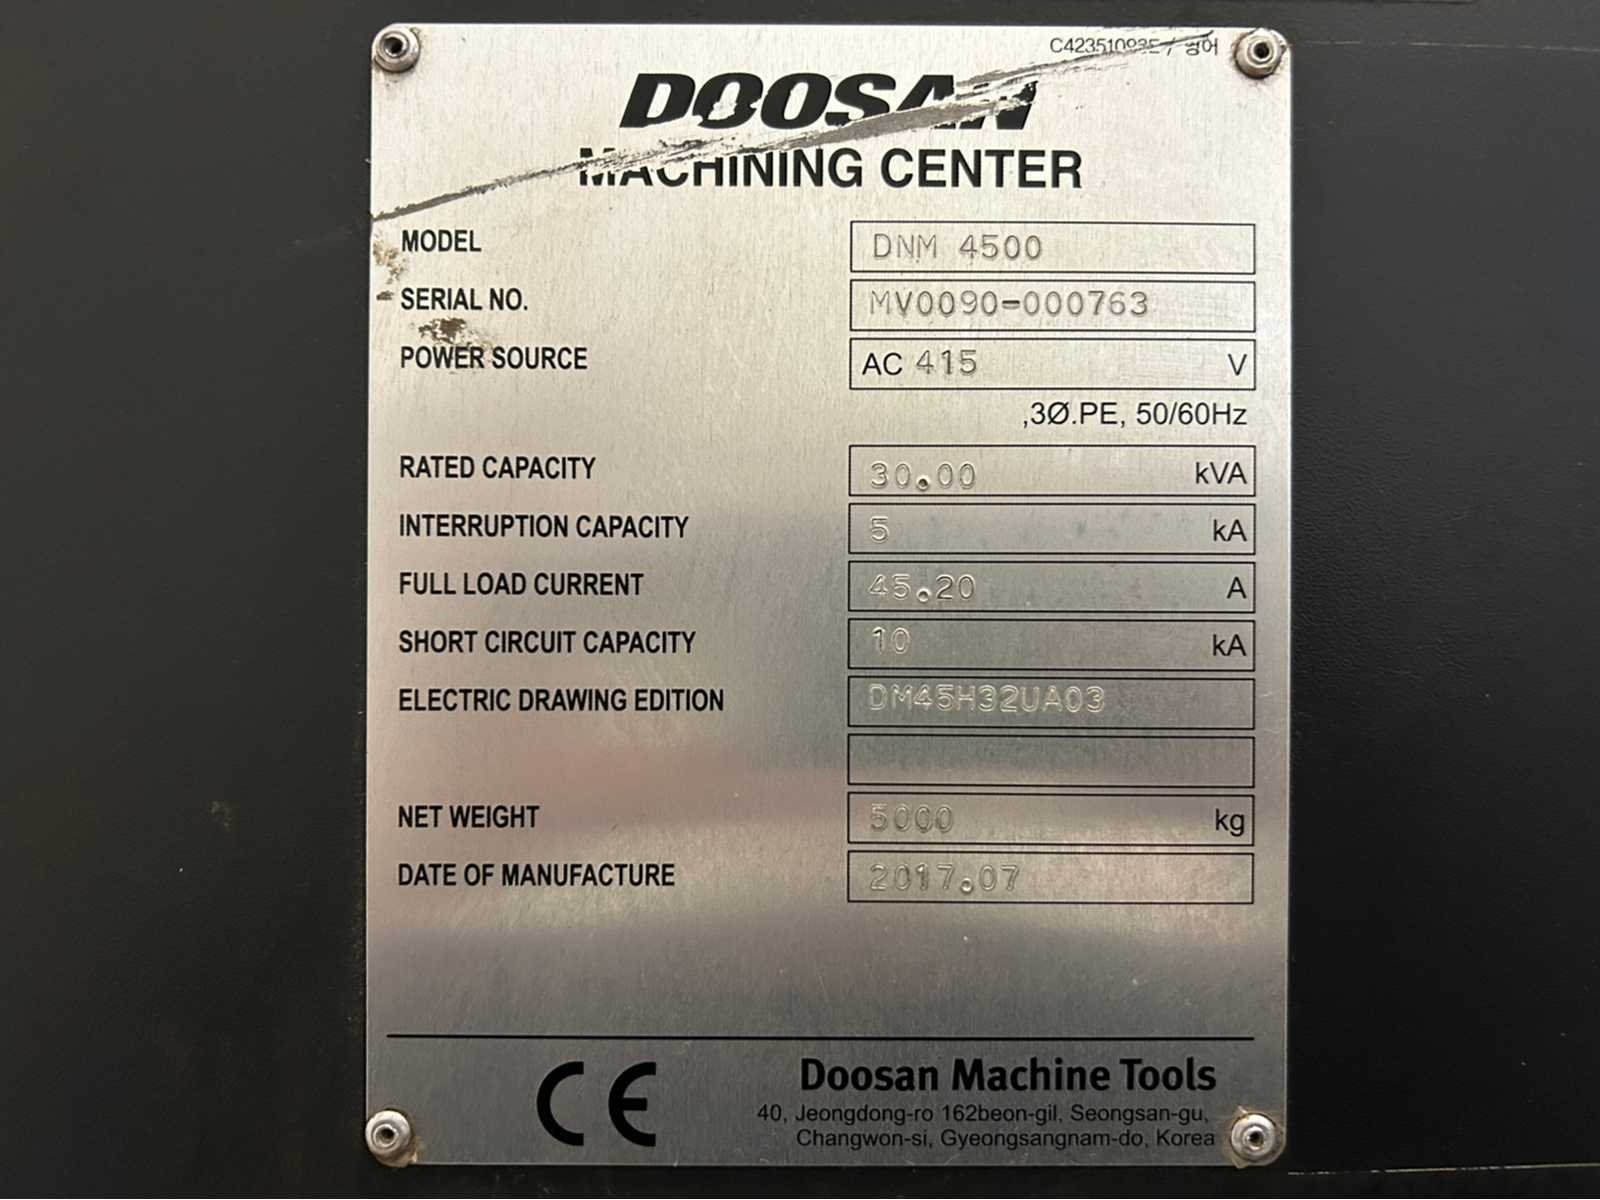 영어
DOOSAN
MACHINING CENTER
MODEL DNM 4500
SERIAL NO. MV0090-000763
POWER SOURCE AC 415 V
,3Ø.PE, 50/60Hz
RATED CAPACITY 30.00 kVA
INTERRUPTION CAPACITY 5 kA
FULL LOAD CURRENT 45.20 A
SHORT CIRCUIT CAPACITY 10 kA
ELECTRIC DRAWING EDITION DM45H32UA03
NET WEIGHT 5000 kg
DATE OF MANUFACTURE 2017.07
CE
Doosan Machine Tools
40, Jeongdong-ro 162beon-gil, Seongsan-gu,
Changwon-si, Gyeongsangnam-do, Korea